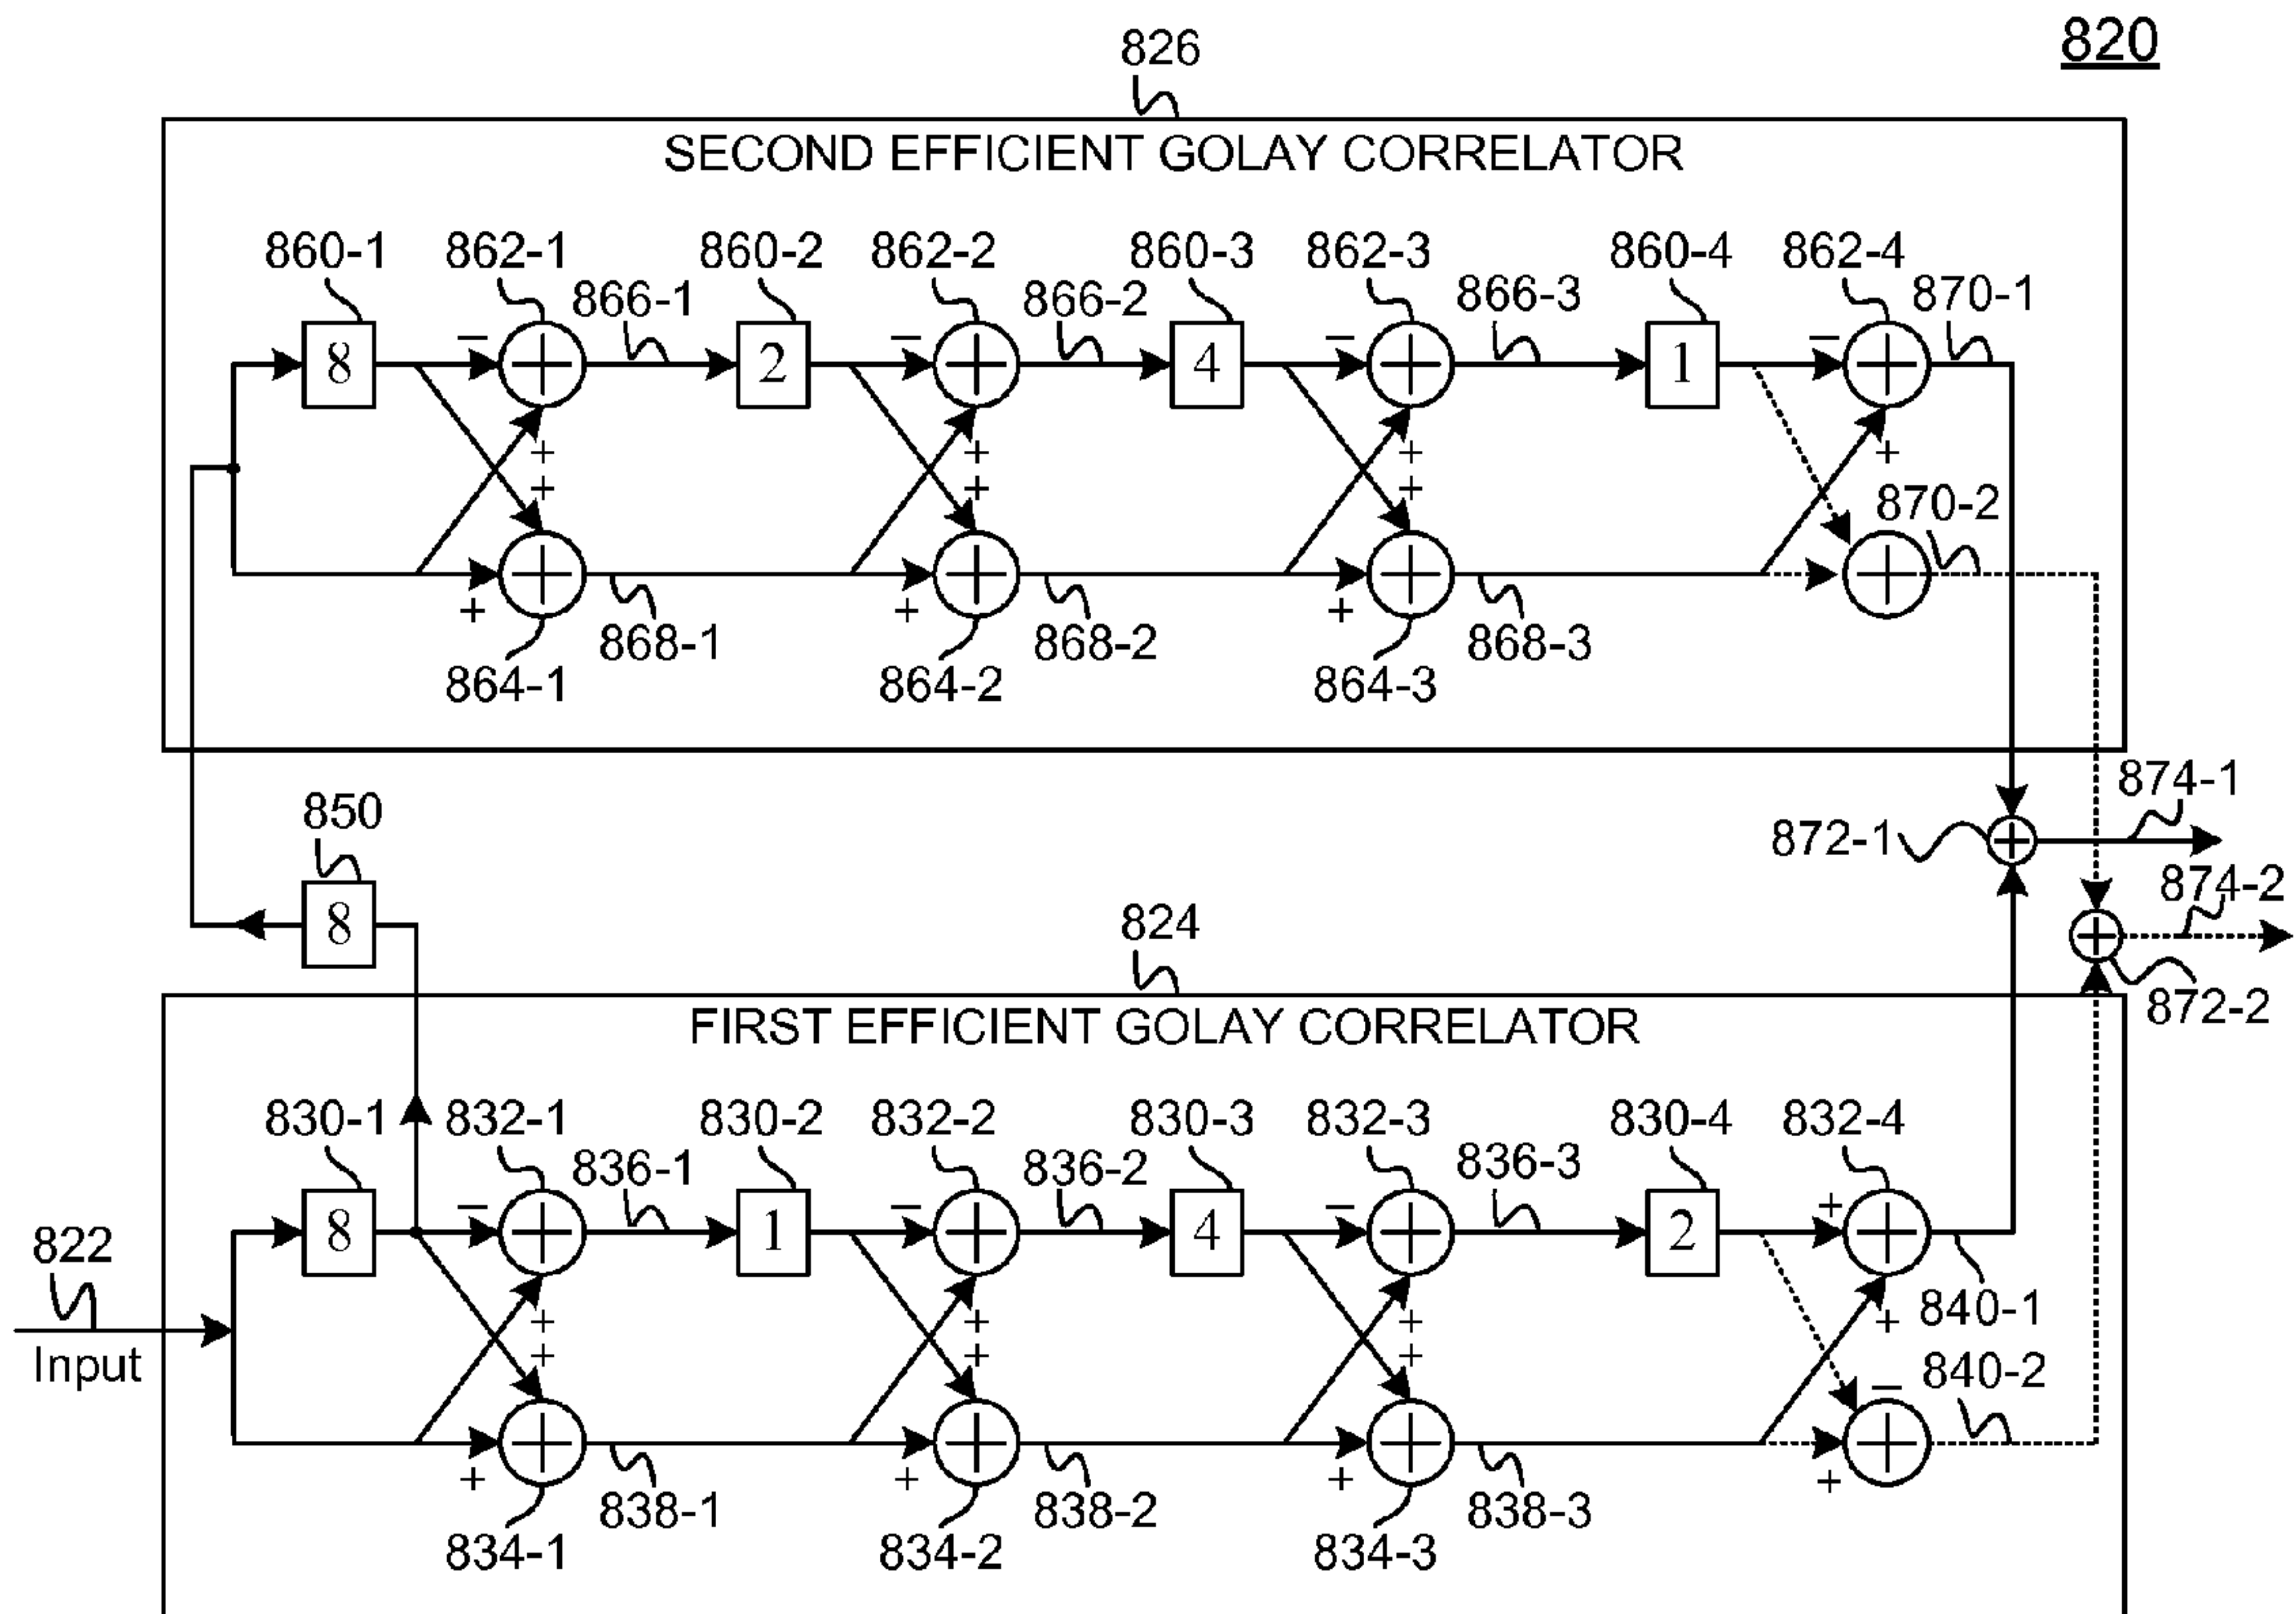 820
826
SECOND EFFICIENT GOLAY CORRELATOR
860-1 862-1 860-2 862-2 860-3 862-3 860-4 862-4
866-1 866-2 866-3 870-1
8 − + 2 − + 4 − + 1 − +
+ + + +
+ + +
870-2
+ + + + + + +
868-1 868-2 868-3
864-1 864-2 864-3
874-1
850
872-1 +
874-2
8
824
+
872-2
FIRST EFFICIENT GOLAY CORRELATOR
830-1 832-1 830-2 832-2 830-3 832-3 830-4 832-4
836-1 836-2 836-3
822
8 − + 1 − + 4 − + 2 + +
840-1
+ + + +
Input
+ + +
840-2
−
+ + + + + + + +
838-1 838-2 838-3
834-1 834-2 834-3